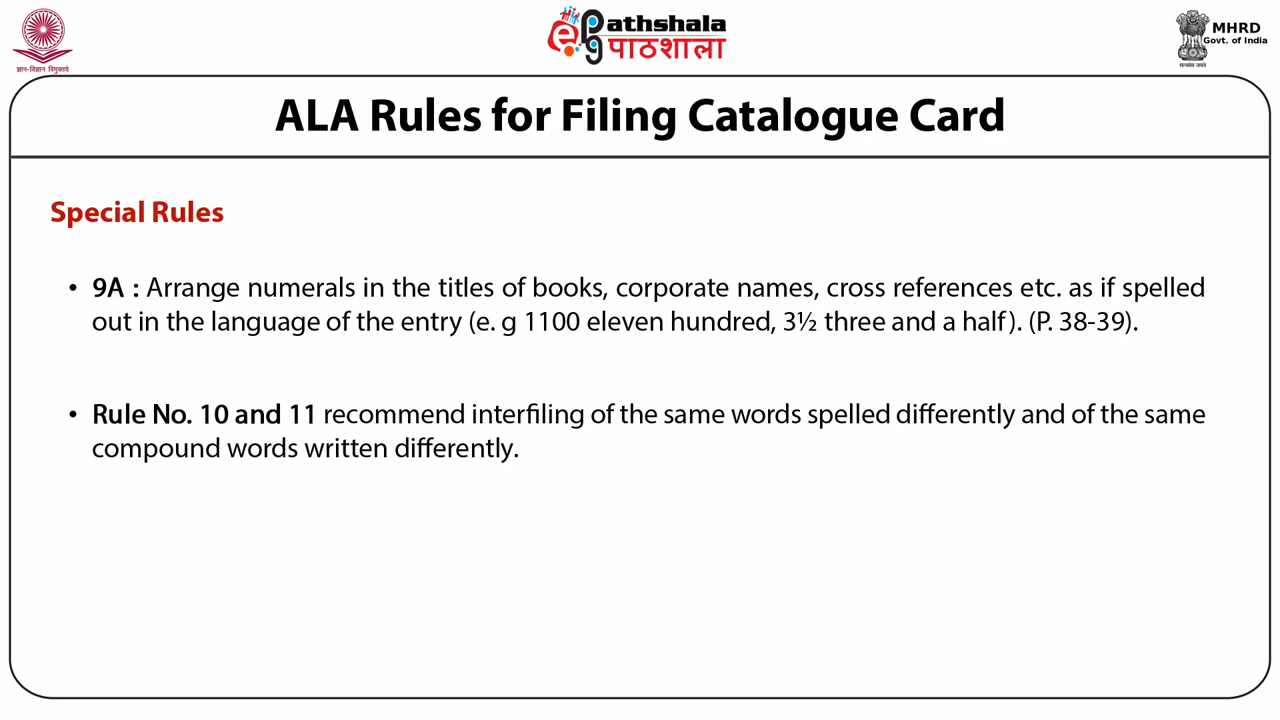 ज्ञान-विज्ञान विमुक्तये
ePathshala
पाठशाला
MHRD
Govt. of India
सत्यमेव जयते
ALA Rules for Filing Catalogue Card
Special Rules
• 9A : Arrange numerals in the titles of books, corporate names, cross references etc. as if spelled
out in the language of the entry (e. g 1100 eleven hundred, 3½ three and a half). (P. 38-39).
• Rule No. 10 and 11 recommend interfiling of the same words spelled differently and of the same
compound words written differently.